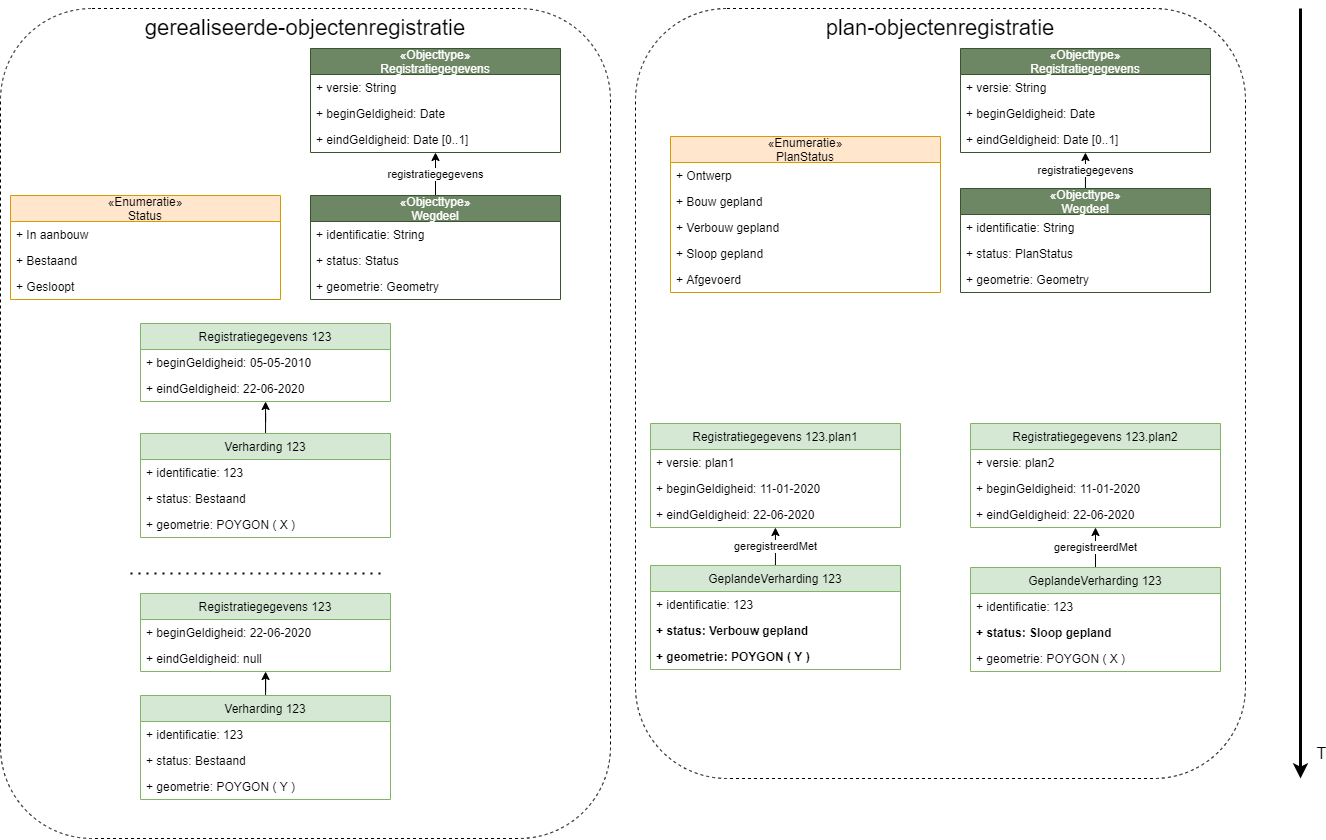 gerealiseerde-objectenregistratie
«Objecttype»
Registratiegegevens
+ versie: String
+ beginGeldigheid: Date
+ eindGeldigheid: Date [0..1]
registratiegegevens
«Enumeratie»
Status
+ In aanbouw
+ Bestaand
+ Gesloopt
«Objecttype»
Wegdeel
+ identificatie: String
+ status: Status
+ geometrie: Geometry
Registratiegegevens 123
+ beginGeldigheid: 05-05-2010
+ eindGeldigheid: 22-06-2020
Verharding 123
+ identificatie: 123
+ status: Bestaand
+ geometrie: POYGON ( X )
Registratiegegevens 123
+ beginGeldigheid: 22-06-2020
+ eindGeldigheid: null
Verharding 123
+ identificatie: 123
+ status: Bestaand
+ geometrie: POYGON ( Y )
plan-objectenregistratie
«Objecttype»
Registratiegegevens
+ versie: String
+ beginGeldigheid: Date
+ eindGeldigheid: Date [0..1]
registratiegegevens
«Enumeratie»
PlanStatus
+ Ontwerp
+ Bouw gepland
+ Verbouw gepland
+ Sloop gepland
+ Afgevoerd
«Objecttype»
Wegdeel
+ identificatie: String
+ status: PlanStatus
+ geometrie: Geometry
Registratiegegevens 123.plan1
+ versie: plan1
+ beginGeldigheid: 11-01-2020
+ eindGeldigheid: 22-06-2020
geregistreerdMet
GeplandeVerharding 123
+ identificatie: 123
+ status: Verbouw gepland
+ geometrie: POYGON ( Y )
Registratiegegevens 123.plan2
+ versie: plan2
+ beginGeldigheid: 11-01-2020
+ eindGeldigheid: 22-06-2020
geregistreerdMet
GeplandeVerharding 123
+ identificatie: 123
+ status: Sloop gepland
+ geometrie: POYGON ( X )
T